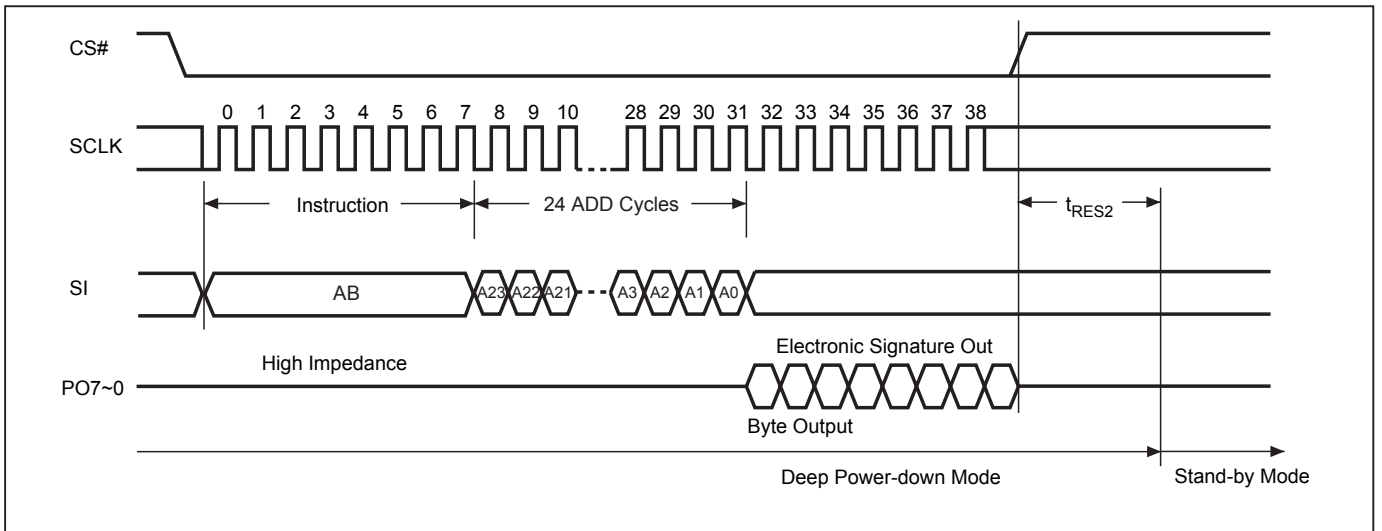 CS#
0 1 2 3 4 5 6 7 8 9 10 28 29 30 31 32 33 34 35 36 37 38
SCLK
Instruction 24 ADD Cycles tRES2
SI AB A23 A22 A21 A3 A2 A1 A0
High Impedance Electronic Signature Out
PO7~0
Byte Output
Deep Power-down Mode Stand-by Mode